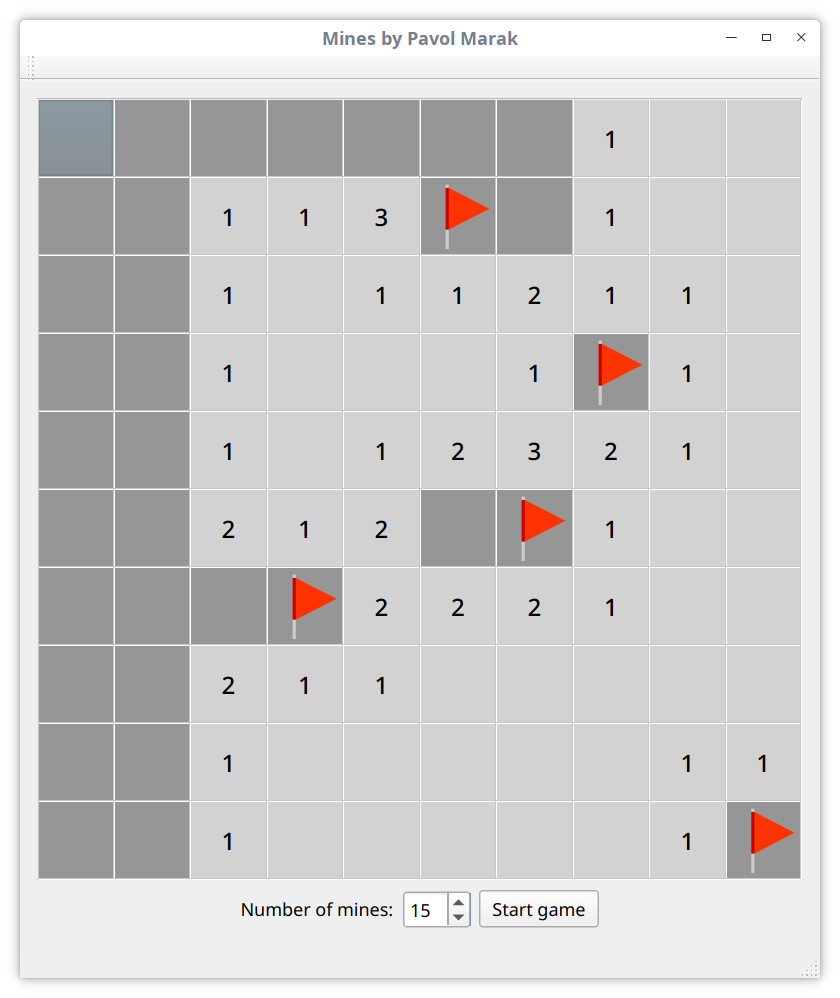 Mines by Pavol Marak
1
1 1 3 1
1 1 1 2 1 1
1 1 1
1 1 2 3 2 1
2 1 2 1
2 2 2 1
2 1 1
1 1 1
1 1
Number of mines: 15 Start game